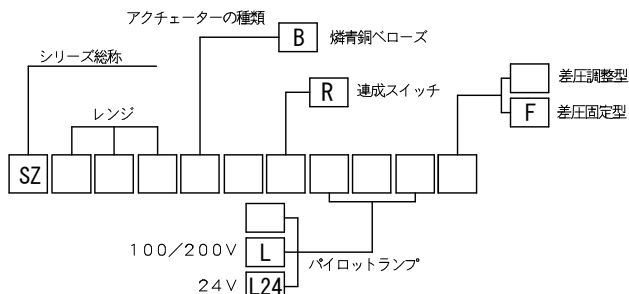 アクチェーターの種類
B 燐青銅ベローズ
シリーズ総称
R 連成スイッチ
差圧調整型
レンジ
F 差圧固定型
SZ
100/200V L
パイロットランプ
24V L24